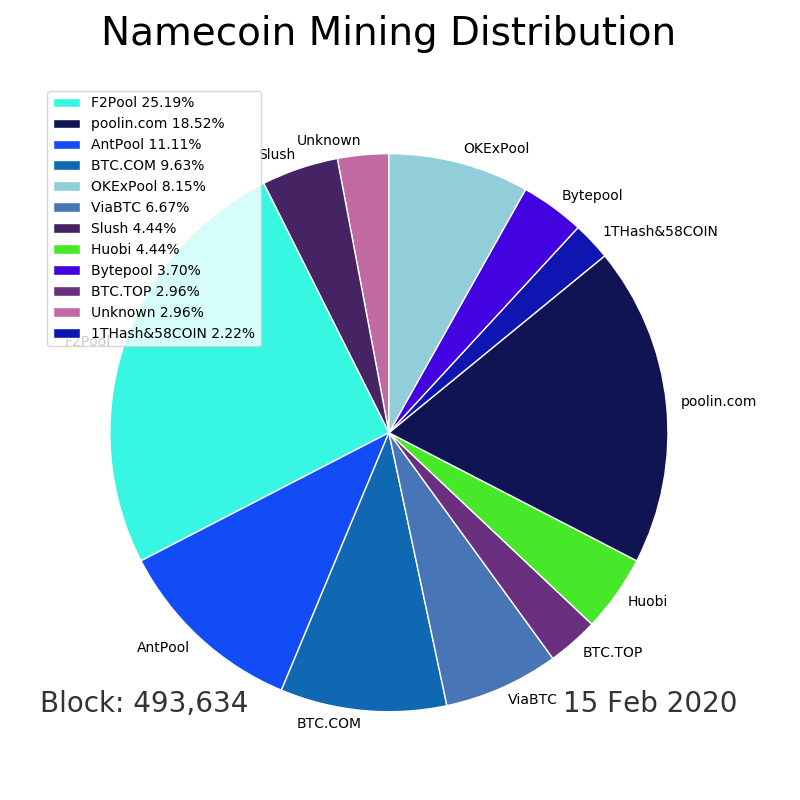 Namecoin Mining Distribution
F2Pool 25.19%
poolin.com 18.52%
AntPool 11.11%
BTC.COM 9.63%
OKExPool 8.15%
ViaBTC 6.67%
Slush 4.44%
Huobi 4.44%
Bytepool 3.70%
BTC.TOP 2.96%
Unknown 2.96%
1THash&58COIN 2.22%
Unknown
OKExPool
Slush
Bytepool
1THash&58COIN
F2Pool
poolin.com
Huobi
AntPool
BTC.TOP
ViaBTC
BTC.COM
Block: 493,634
15 Feb 2020